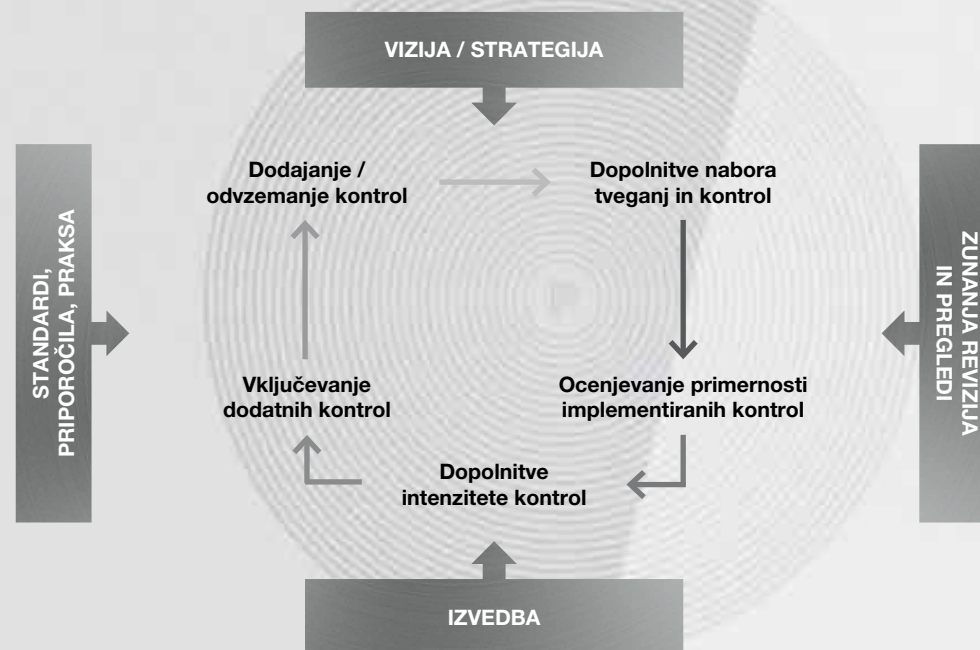 VIZIJA / STRATEGIJA
Dodajanje /
odvzemanje kontrol
Dopolnitve nabora
tveganj in kontrol
STANDARDI,
PRIPOROČILA, PRAKSA
ZUNANJA REVIZIJA
IN PREGLEDI
Vključevanje
dodatnih kontrol
Ocenjevanje primernosti
implementiranih kontrol
Dopolnitve
intenzitete kontrol
IZVEDBA